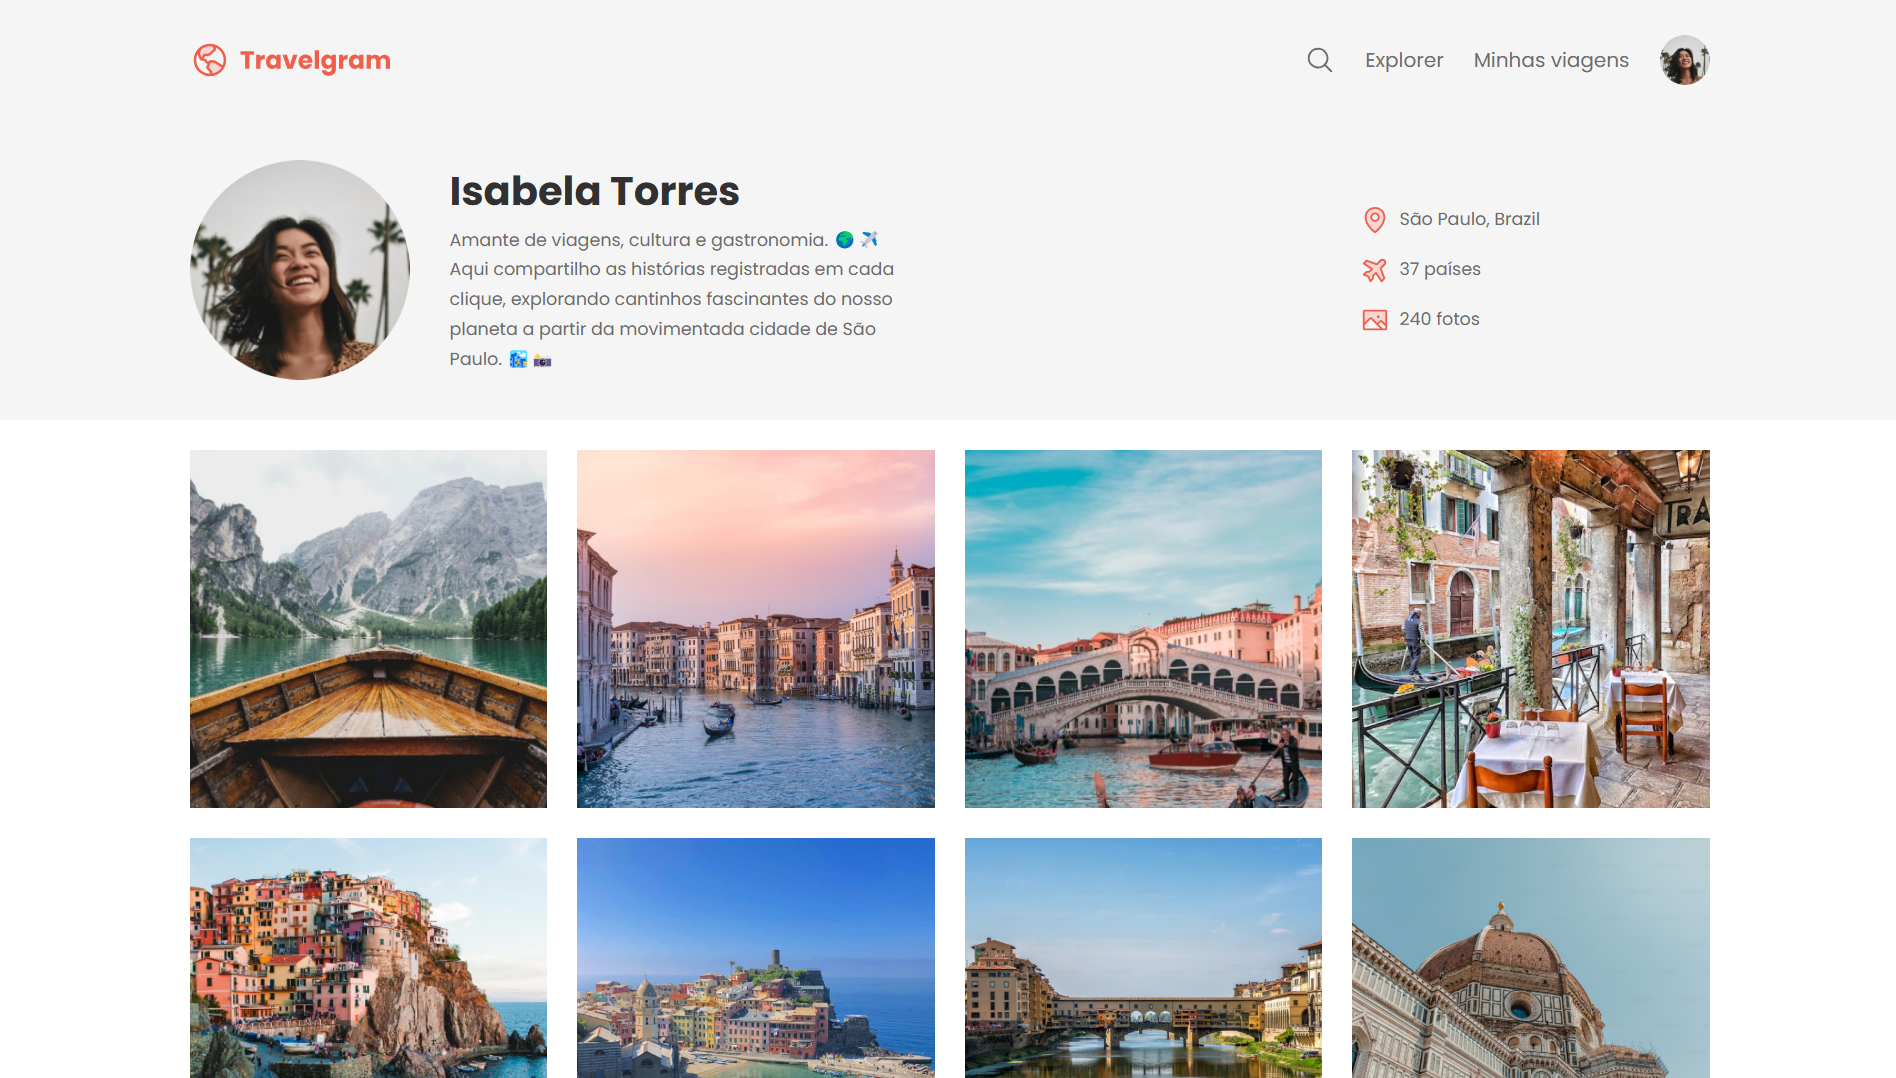 Travelgram
Explorer
Minhas viagens
Isabela Torres
Amante de viagens, cultura e gastronomia. 🌍 ✈️
Aqui compartilho as histórias registradas em cada
clique, explorando cantinhos fascinantes do nosso
planeta a partir da movimentada cidade de São
Paulo. 🏙️ 📸
São Paulo, Brazil
37 países
240 fotos
TRA